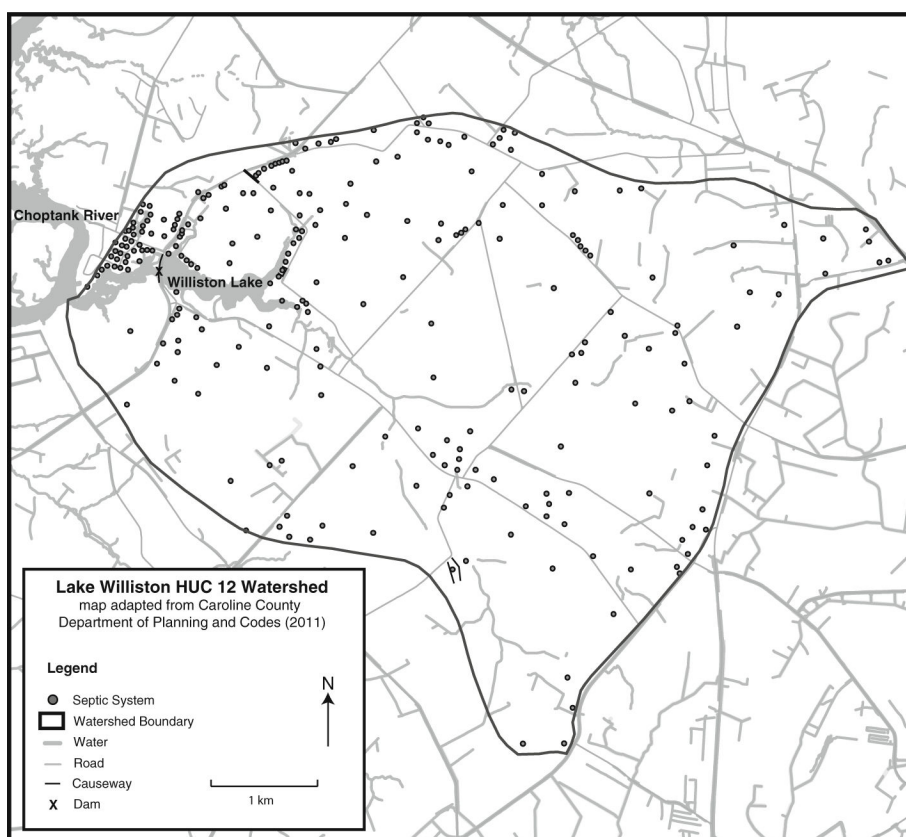 Choptank River
Williston Lake
X
Lake Williston HUC 12 Watershed
map adapted from Caroline County
Department of Planning and Codes (2011)
Legend
N
Septic System
Watershed Boundary
Water
Road
Causeway
1 km
X Dam